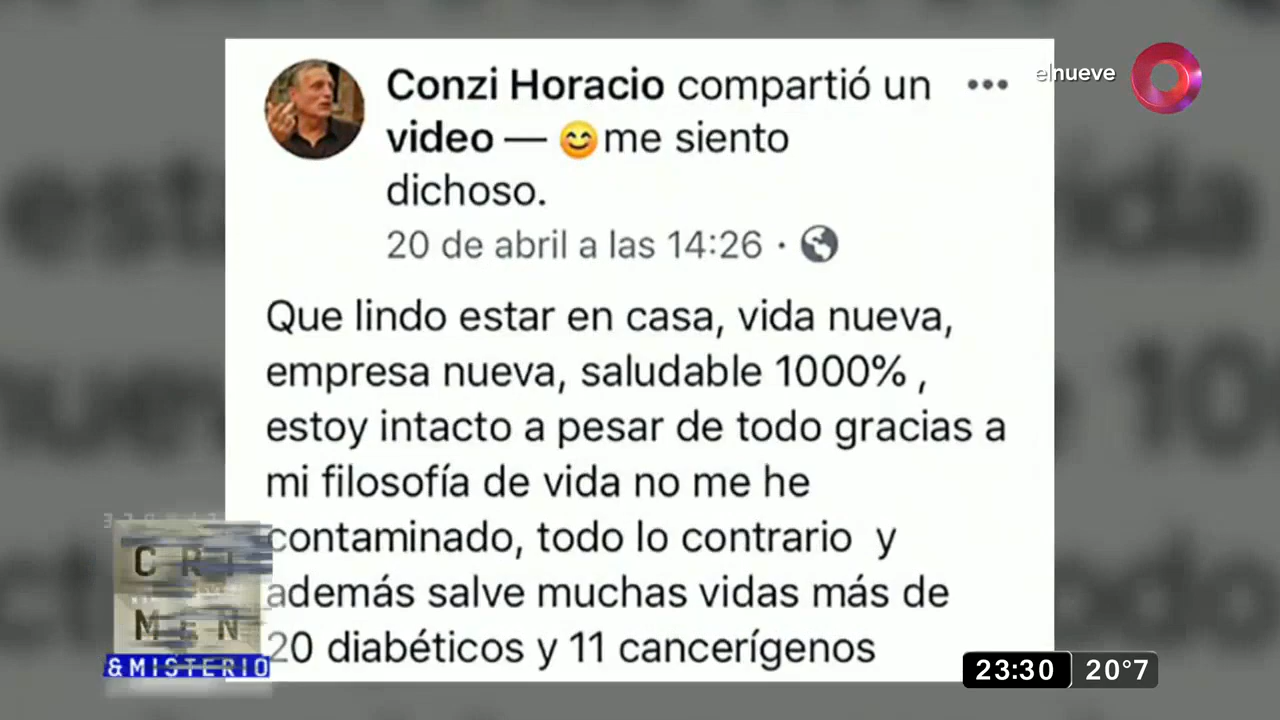 Conzi Horacio compartió un
video — 😊 me siento
dichoso.
20 de abril a las 14:26 ·
Que lindo estar en casa, vida nueva,
empresa nueva, saludable 1000% ,
estoy intacto a pesar de todo gracias a
mi filosofía de vida no me he
contaminado, todo lo contrario y
además salve muchas vidas más de
20 diabéticos y 11 cancerígenos
elnueve
CRI
MEN
&MISTERIO
23:30 20°7